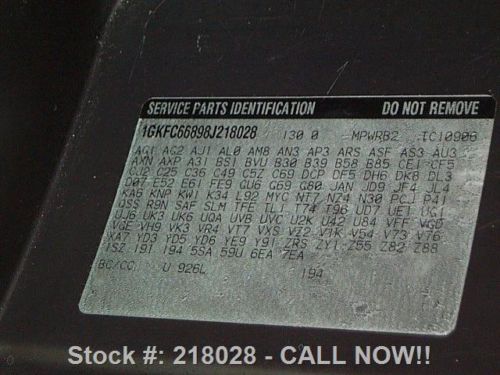 SERVICE PARTS IDENTIFICATION DO NOT REMOVE
1GKFC66898J218028 130 0 MPWRB2 TC10906
AG1 AG2 AJ1 AL0 AM8 AN3 AP3 ARS ASF AS3 AU3
AXN AXP A31 BS1 BVU B30 B39 B58 B85 CE1 CF5
CJ2 C25 C36 C49 C5Z C69 DCP DF5 DH6 DK8 DL3
D07 E52 E61 FE9 GU6 G69 G80 JAN JD9 JF4 JL4
KA8 KNP KW1 K34 L92 MYC NT7 NZ4 N30 PCJ P41
QSS R9N SAF SLM TFE TL1 T74 T96 UD7 UE1 UG1
UJ6 UK3 UK6 UQA UVB UVC U2K U42 U84 VFF VGD
VGE VH9 VK3 VR4 VT7 VXS VZ2 V1K V54 V73 V76
XA7 YD3 YD5 YD6 YE9 Y91 ZRS ZY1 Z55 Z82 Z88
1SZ 191 194 5SA 59U 6EA 7EA
BC/CC U 926L 194
Stock #: 218028 - CALL NOW!!